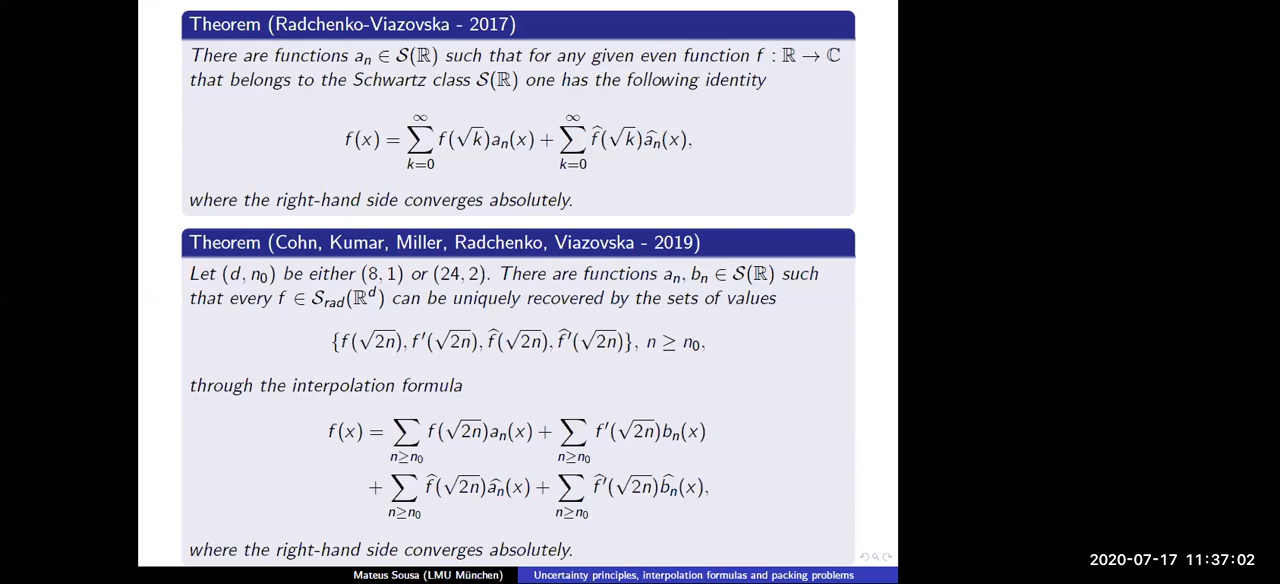 Theorem (Radchenko-Viazovska - 2017)
There are functions aₙ ∈ 𝒮(ℝ) such that for any given even function f : ℝ → ℂ
that belongs to the Schwartz class 𝒮(ℝ) one has the following identity
f(x) = ∑_{k=0}^{∞} f(√k)aₙ(x) + ∑_{k=0}^{∞} f̂(√k)âₙ(x),
where the right-hand side converges absolutely.
Theorem (Cohn, Kumar, Miller, Radchenko, Viazovska - 2019)
Let (d, n₀) be either (8, 1) or (24, 2). There are functions aₙ, bₙ ∈ 𝒮(ℝ) such
that every f ∈ 𝒮_{rad}(ℝᵈ) can be uniquely recovered by the sets of values
{f(√2n), f′(√2n), f̂(√2n), f̂′(√2n)}, n ≥ n₀,
through the interpolation formula
f(x) = ∑_{n≥n₀} f(√2n)aₙ(x) + ∑_{n≥n₀} f′(√2n)bₙ(x)
+ ∑_{n≥n₀} f̂(√2n)âₙ(x) + ∑_{n≥n₀} f̂′(√2n)b̂ₙ(x),
where the right-hand side converges absolutely.
Mateus Sousa (LMU München) Uncertainty principles, interpolation formulas and packing problems
2020-07-17 11:37:02